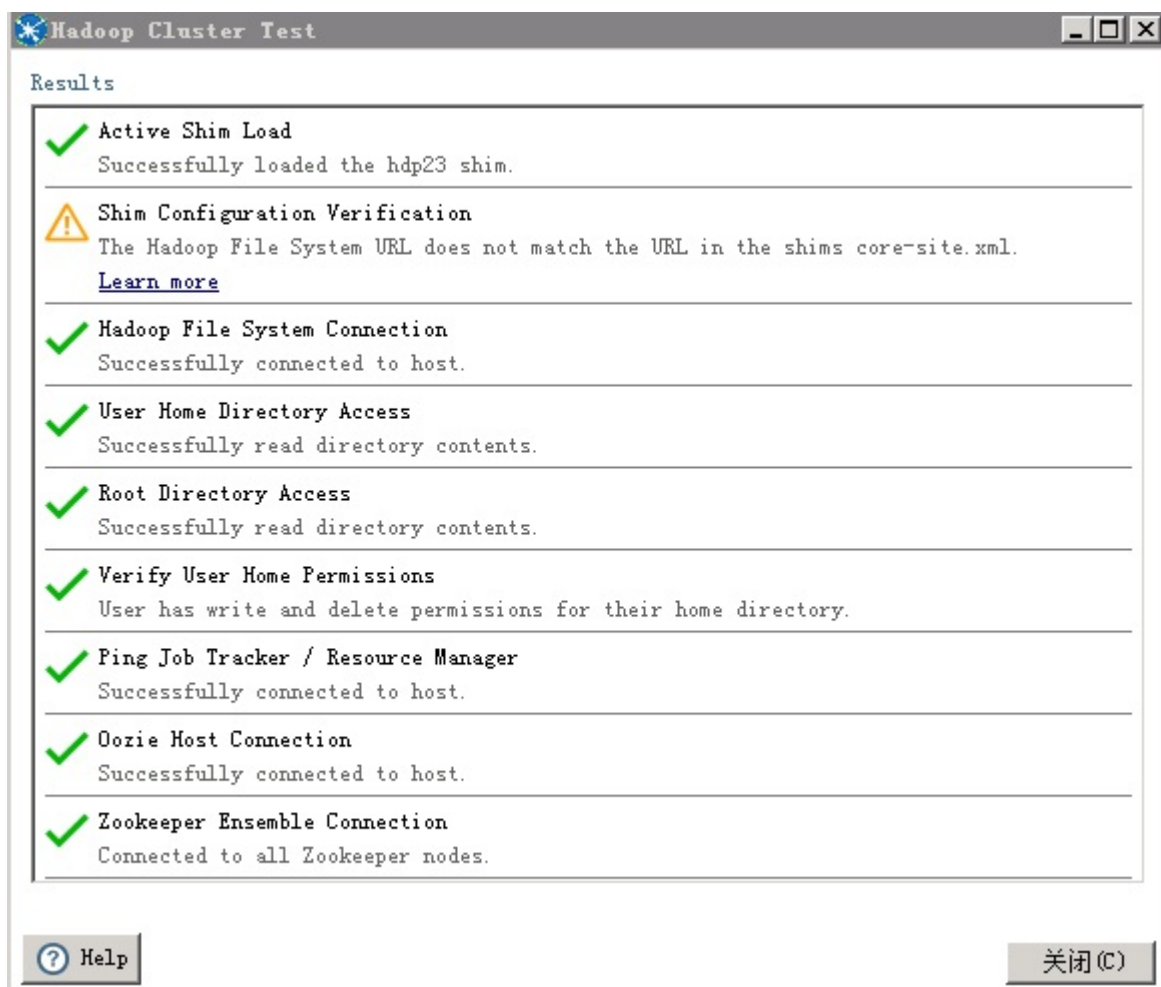 Hadoop Cluster Test
Results
Active Shim Load
Successfully loaded the hdp23 shim.
Shim Configuration Verification
The Hadoop File System URL does not match the URL in the shims core-site.xml.
Learn more
Hadoop File System Connection
Successfully connected to host.
User Home Directory Access
Successfully read directory contents.
Root Directory Access
Successfully read directory contents.
Verify User Home Permissions
User has write and delete permissions for their home directory.
Ping Job Tracker / Resource Manager
Successfully connected to host.
Oozie Host Connection
Successfully connected to host.
Zookeeper Ensemble Connection
Connected to all Zookeeper nodes.
Help
关闭(C)